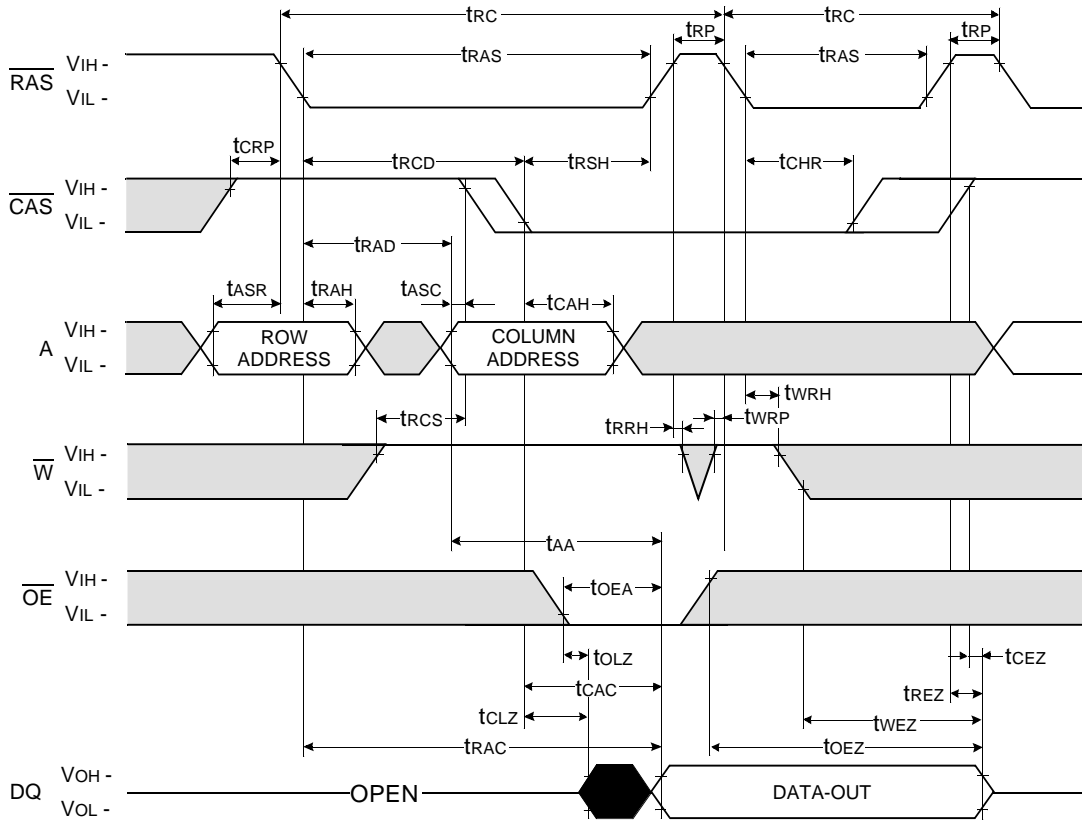 tRC tRC
tRP tRP
tRAS tRAS
RAS VIH -
VIL -
tCRP tRCD tRSH tCHR
CAS VIH -
VIL -
tRAD
tASR tRAH tASC tCAH
A VIH -
VIL -
ROW
ADDRESS
COLUMN
ADDRESS
tWRH
tRCS tRRH tWRP
W VIH -
VIL -
tAA
OE VIH -
VIL -
tOEA
tOLZ tCEZ
tCAC tREZ
tCLZ tWEZ
tRAC tOEZ
DQ VOH -
VOL -
OPEN DATA-OUT